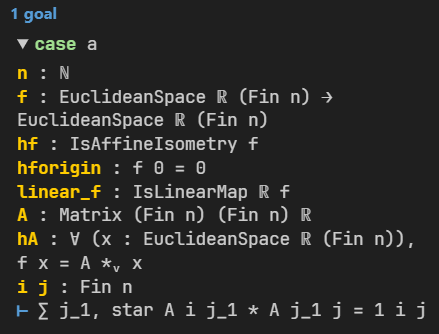 1 goal
▼ case a
n : ℕ
f : EuclideanSpace ℝ (Fin n) →
EuclideanSpace ℝ (Fin n)
hf : IsAffineIsometry f
hforigin : f 0 = 0
linear_f : IsLinearMap ℝ f
A : Matrix (Fin n) (Fin n) ℝ
hA : ∀ (x : EuclideanSpace ℝ (Fin n)),
f x = A *ᵥ x
i j : Fin n
⊢ ∑ j_1, star A i j_1 * A j_1 j = 1 i j